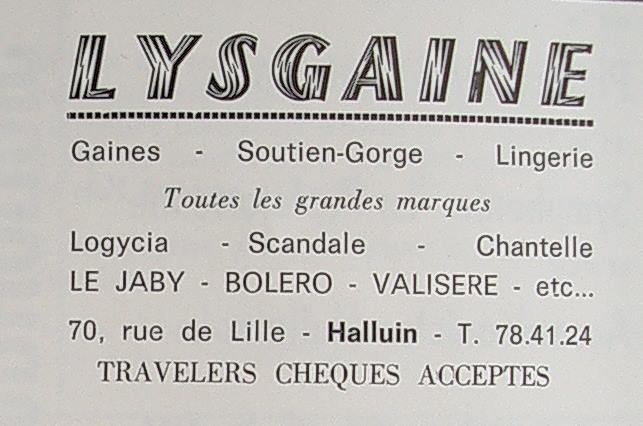 LYSGAINE
Gaines - Soutien-Gorge - Lingerie
Toutes les grandes marques
Logycia - Scandale - Chantelle
LE JABY - BOLERO - VALISERE - etc...
70, rue de Lille - Halluin - T. 78.41.24
TRAVELERS CHEQUES ACCEPTES